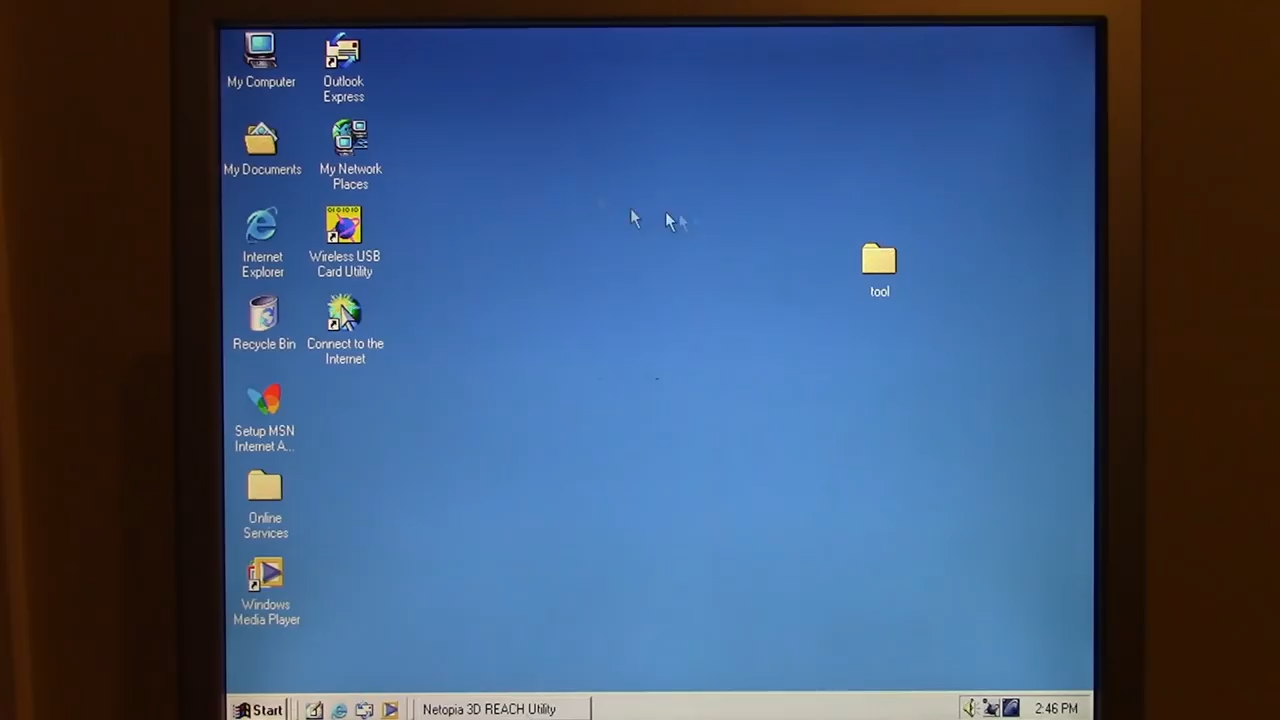 My Computer
Outlook
Express
My Documents
My Network
Places
01 01010
Internet
Explorer
Wireless USB
Card Utility
Recycle Bin
Connect to the
Internet
Setup MSN
Internet A...
Online
Services
Windows
Media Player
tool
Start
Netopia 3D REACH Utility
2:46 PM